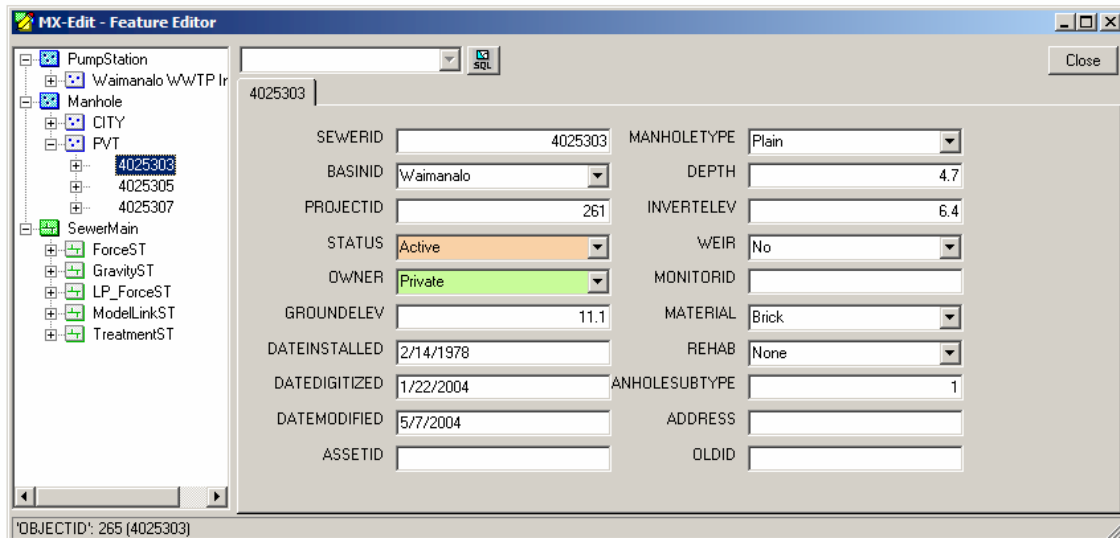 MX-Edit - Feature Editor
PumpStation
Waimanalo WWTP Ir
Manhole
CITY
PVT
4025303
4025305
4025307
SewerMain
ForceST
GravityST
LP_ForceST
ModelLinkST
TreatmentST
SQL
Close
4025303
SEWERID 4025303 MANHOLETYPE Plain
BASINID Waimanalo DEPTH 4.7
PROJECTID 261 INVERTELEV 6.4
STATUS Active WEIR No
OWNER Private MONITORID
GROUNDELEV 11.1 MATERIAL Brick
DATEINSTALLED 2/14/1978 REHAB None
DATEDIGITIZED 1/22/2004 ANHOLESUBTYPE 1
DATEMODIFIED 5/7/2004 ADDRESS
ASSETID OLDID
'OBJECTID': 265 (4025303)